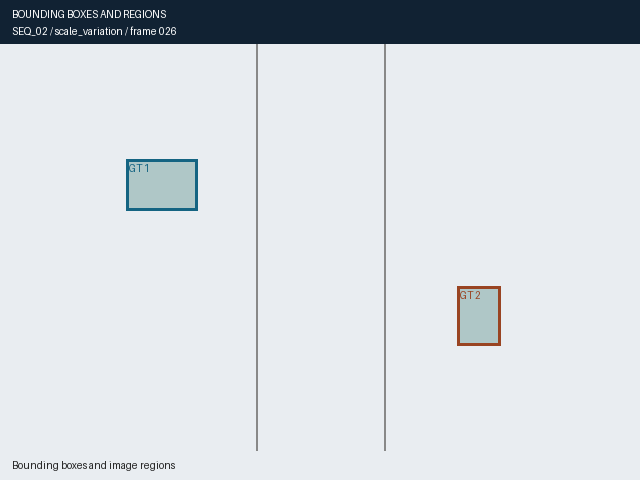 BOUNDING BOXES AND REGIONS
SEQ_02 / scale_variation / frame 026
GT1
GT2
Bounding boxes and image regions